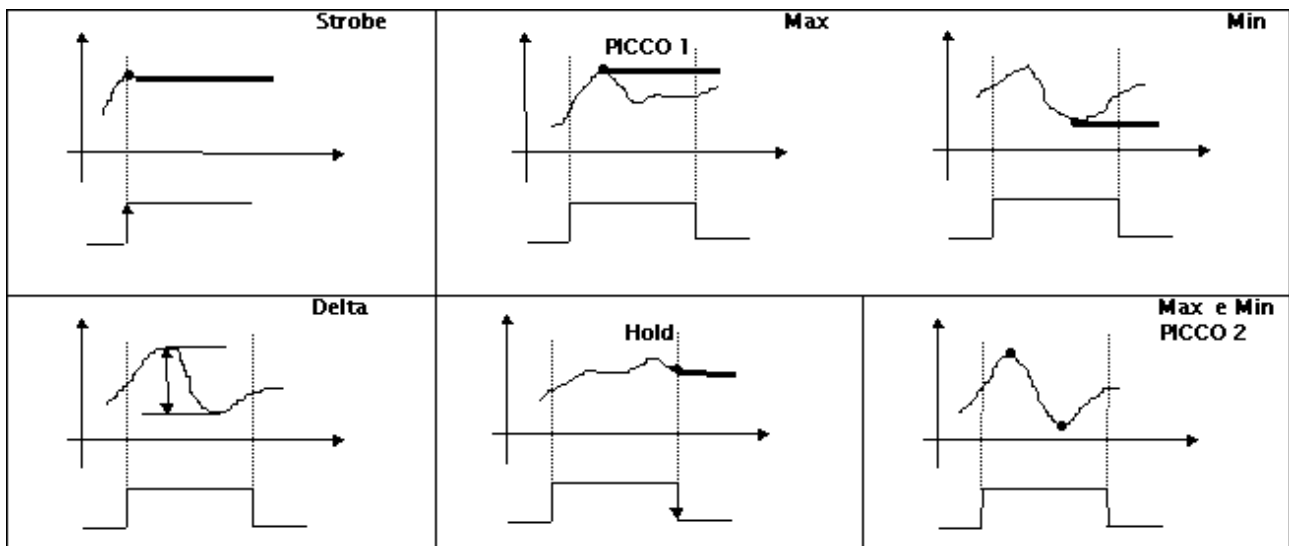 Strobe
Max
PICCO 1
Min
Delta
Hold
Max e Min
PICCO 2